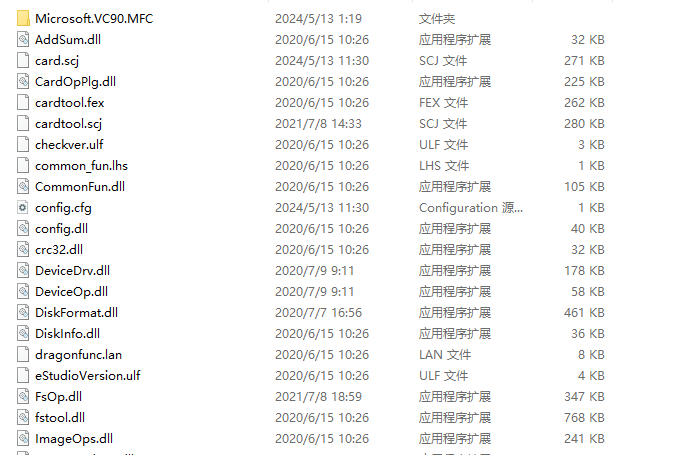 Microsoft.VC90.MFC 2024/5/13 1:19 文件夹
AddSum.dll 2020/6/15 10:26 应用程序扩展 32 KB
card.scj 2024/5/13 11:30 SCJ 文件 271 KB
CardOpPlg.dll 2020/6/15 10:26 应用程序扩展 225 KB
cardtool.fex 2020/6/15 10:26 FEX 文件 262 KB
cardtool.scj 2021/7/8 14:33 SCJ 文件 280 KB
checkver.ulf 2020/6/15 10:26 ULF 文件 3 KB
common_fun.lhs 2020/6/15 10:26 LHS 文件 1 KB
CommonFun.dll 2020/6/15 10:26 应用程序扩展 105 KB
config.cfg 2024/5/13 11:30 Configuration 源... 1 KB
config.dll 2020/6/15 10:26 应用程序扩展 40 KB
crc32.dll 2020/6/15 10:26 应用程序扩展 32 KB
DeviceDrv.dll 2020/7/9 9:11 应用程序扩展 178 KB
DeviceOp.dll 2020/7/9 9:11 应用程序扩展 58 KB
DiskFormat.dll 2020/7/7 16:56 应用程序扩展 461 KB
DiskInfo.dll 2020/6/15 10:26 应用程序扩展 36 KB
dragonfunc.lan 2020/6/15 10:26 LAN 文件 8 KB
eStudioVersion.ulf 2020/6/15 10:26 ULF 文件 4 KB
FsOp.dll 2021/7/8 18:59 应用程序扩展 347 KB
fstool.dll 2020/6/15 10:26 应用程序扩展 768 KB
ImageOps.dll 2020/6/15 10:26 应用程序扩展 241 KB